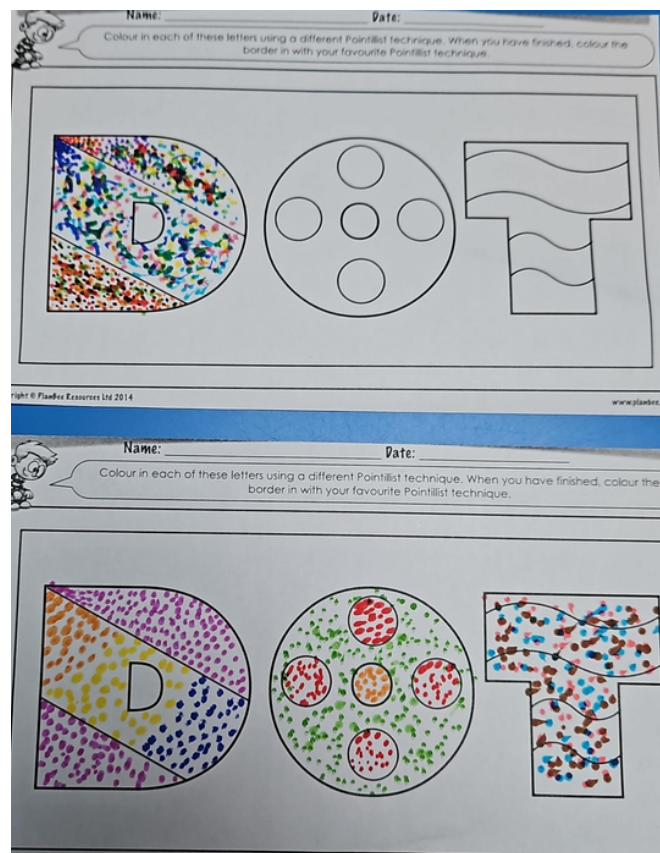 Name: Date:
Colour in each of these letters using a different Pointillist technique. When you have finished, colour the
border in with your favourite Pointillist technique.
D O T
right © PlanBee Resources Ltd 2014 www.planbee.
Name: Date:
Colour in each of these letters using a different Pointillist technique. When you have finished, colour the
border in with your favourite Pointillist technique.
D O T